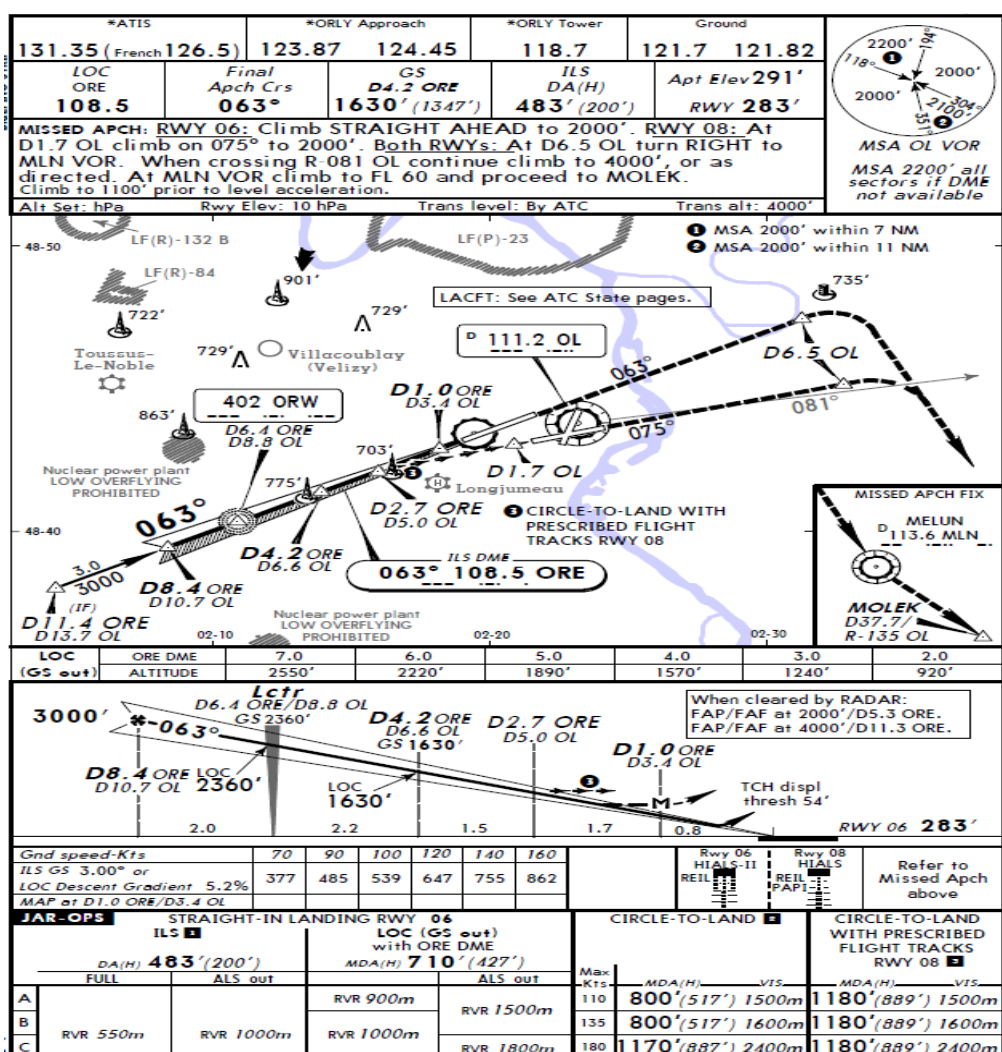 *ATIS *ORLY Approach *ORLY Tower Ground
131.35 (French 126.5) 123.87 124.45 118.7 121.7 121.82
LOC ORE 108.5
Final Apch Crs 063°
GS D4.2 ORE 1630' (1347')
ILS DA(H) 483' (200')
Apt Elev 291'
RWY 283'
MISSED APCH: RWY 06: Climb STRAIGHT AHEAD to 2000'. RWY 08: At
D1.7 OL climb on 075° to 2000'. Both RWYs: At D6.5 OL turn RIGHT to
MLN VOR. When crossing R-081 OL continue climb to 4000', or as
directed. At MLN VOR climb to FL 60 and proceed to MOLEK.
Climb to 1100' prior to level acceleration.
Alt Set: hPa Rwy Elev: 10 hPa Trans level: By ATC Trans alt: 4000'
2200'
194°
118°
1
2000'
2000'
304°
2100'
351°
2
MSA OL VOR
MSA 2200' all
sectors if DME
not available
48-50
LF(R)-132 B
LF(P)-23
1 MSA 2000' within 7 NM
2 MSA 2000' within 11 NM
LF(R)-84
901'
735'
LACFT: See ATC State pages.
722'
729'
Toussus-
Le-Noble
729'
Villacoublay
(Velizy)
D 111.2 OL
D6.5 OL
063°
402 ORW
D6.4 ORE
D8.8 OL
D1.0 ORE
D3.4 OL
081°
075°
863'
703'
3
D1.7 OL
Nuclear power plant
LOW OVERFLYING
PROHIBITED
775'
H Longjumeau
D2.7 ORE
D5.0 OL
3 CIRCLE-TO-LAND WITH
PRESCRIBED FLIGHT
TRACKS RWY 08
48-40
063°
D4.2 ORE
D6.6 OL
ILS DME
063° 108.5 ORE
3.0
3000
D8.4 ORE
D10.7 OL
(IF)
D11.4 ORE
D13.7 OL
Nuclear power plant
LOW OVERFLYING
PROHIBITED
02-10 02-20 02-30
MISSED APCH FIX
D MELUN
113.6 MLN
MOLEK
D37.7/
R-135 OL
LOC ORE DME 7.0 6.0 5.0 4.0 3.0 2.0
(GS out) ALTITUDE 2550' 2220' 1890' 1570' 1240' 920'
3000'
063°
Lctr
D6.4 ORE/D8.8 OL
GS 2360'
D4.2 ORE
D6.6 OL
GS 1630'
D2.7 ORE
D5.0 OL
When cleared by RADAR:
FAP/FAF at 2000'/D5.3 ORE.
FAP/FAF at 4000'/D11.3 ORE.
D1.0 ORE
D3.4 OL
D8.4 ORE
D10.7 OL
LOC
2360'
LOC
1630'
3
M
TCH displ
thresh 54'
2.0 2.2 1.5 1.7 0.8 RWY 06 283'
Gnd speed-Kts 70 90 100 120 140 160
ILS GS 3.00° or
LOC Descent Gradient 5.2% 377 485 539 647 755 862
MAP at D1.0 ORE/D3.4 OL
Rwy 06
HIALS-II
REIL
Rwy 08
HIALS
REIL
PAPI
Refer to
Missed Apch
above
JAR-OPS STRAIGHT-IN LANDING RWY 06
ILS 1
DA(H) 483' (200')
LOC (GS out)
with ORE DME
MDA(H) 710' (427')
CIRCLE-TO-LAND 2
CIRCLE-TO-LAND
WITH PRESCRIBED
FLIGHT TRACKS
RWY 08
FULL ALS out ALS out
Max
Kts MDA(H) VIS MDA(H) VIS
A RVR 900m RVR 1500m 110 800' (517') 1500m 1180' (889') 1500m
B RVR 550m RVR 1000m RVR 1000m 135 800' (517') 1600m 1180' (889') 1600m
C RVR 1800m 180 1170' (887') 2400m 1180' (889') 2400m